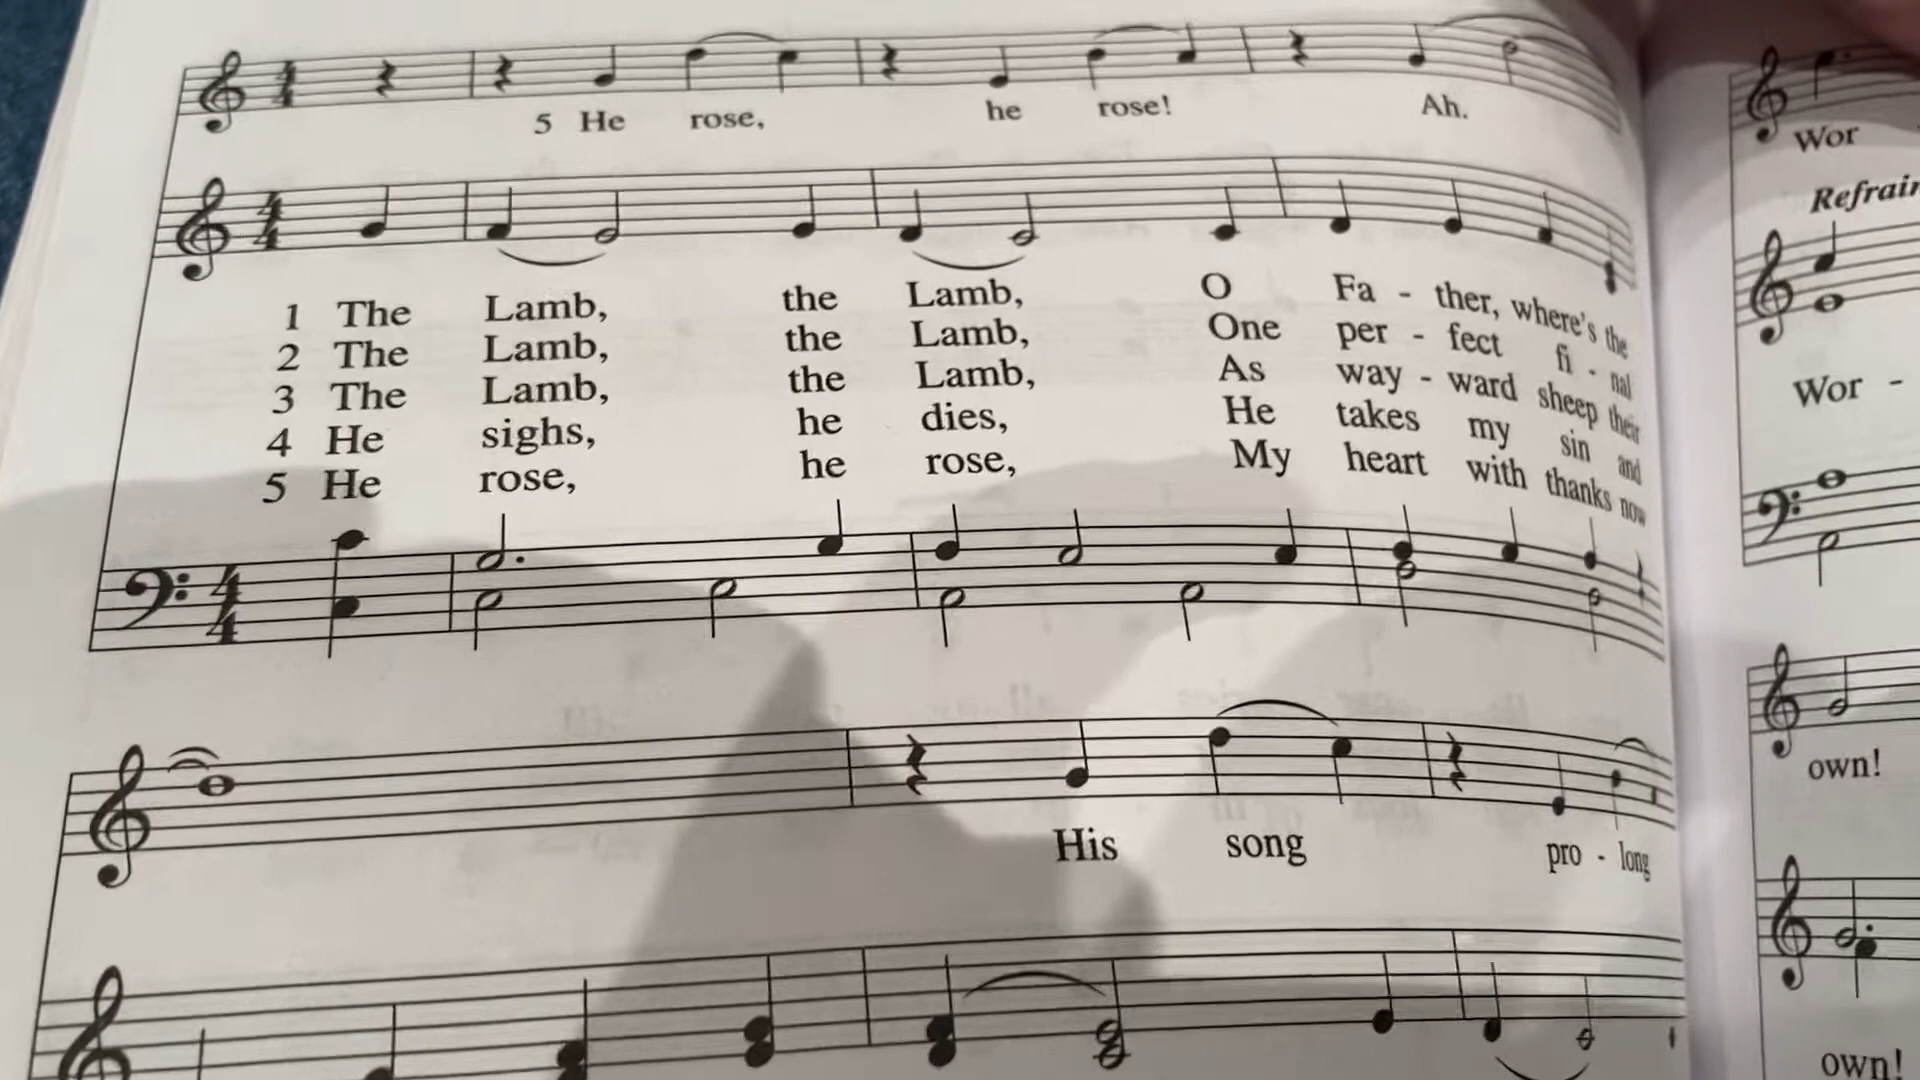 5 He rose, he rose! Ah.
1 The Lamb, the Lamb, O Fa - ther, where's the
2 The Lamb, the Lamb, One per - fect fi - nal
3 The Lamb, the Lamb, As way - ward sheep their
4 He sighs, he dies, He takes my sin and
5 He rose, he rose, My heart with thanks now
His song pro - long
Wor
Refrain
Wor -
own!
own!